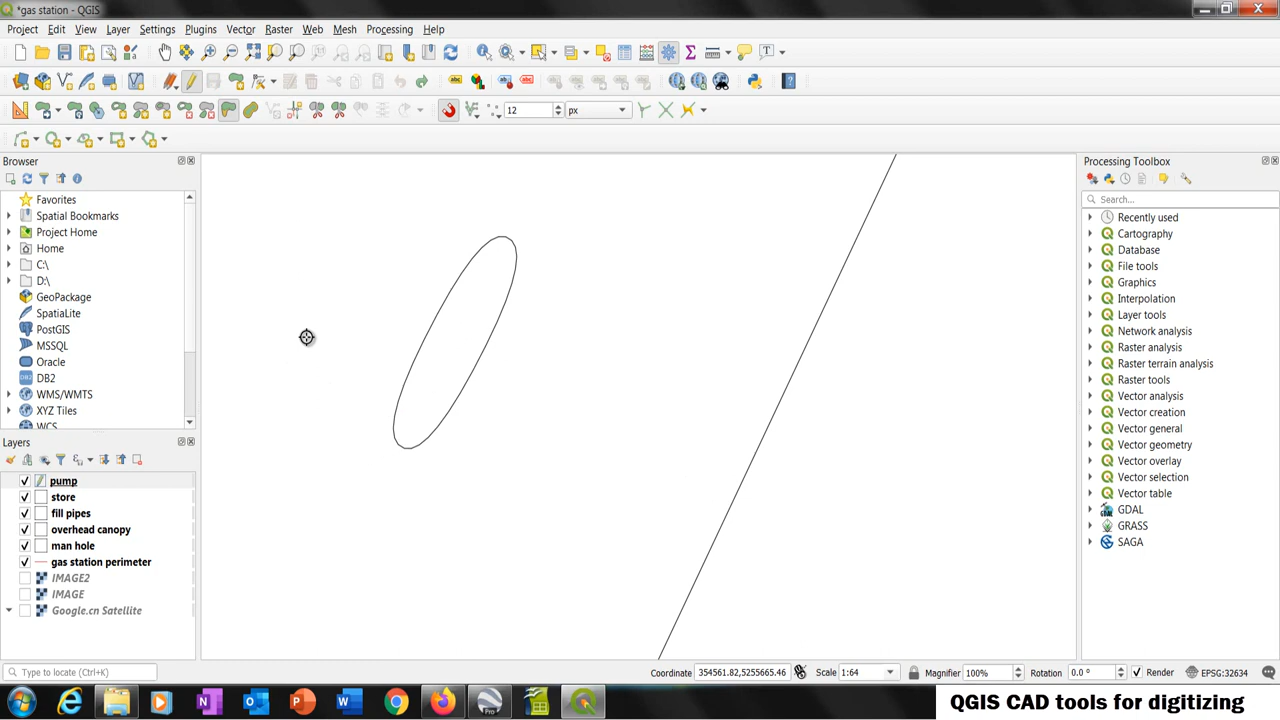 *gas station - QGIS
Project Edit View Layer Settings Plugins Vector Raster Web Mesh Processing Help
12 px
Browser
Favorites
Spatial Bookmarks
Project Home
Home
C:\
D:\
GeoPackage
SpatiaLite
PostGIS
MSSQL
Oracle
DB2
WMS/WMTS
XYZ Tiles
WCS
Layers
pump
store
fill pipes
overhead canopy
man hole
gas station perimeter
IMAGE2
IMAGE
Google.cn Satellite
Processing Toolbox
Search...
Recently used
Cartography
Database
File tools
Graphics
Interpolation
Layer tools
Network analysis
Raster analysis
Raster terrain analysis
Raster tools
Vector analysis
Vector creation
Vector general
Vector geometry
Vector overlay
Vector selection
Vector table
GDAL
GRASS
SAGA
Type to locate (Ctrl+K) Coordinate 354561.82,5255665.46 Scale 1:64 Magnifier 100% Rotation 0.0 ° Render EPSG:32634
QGIS CAD tools for digitizing